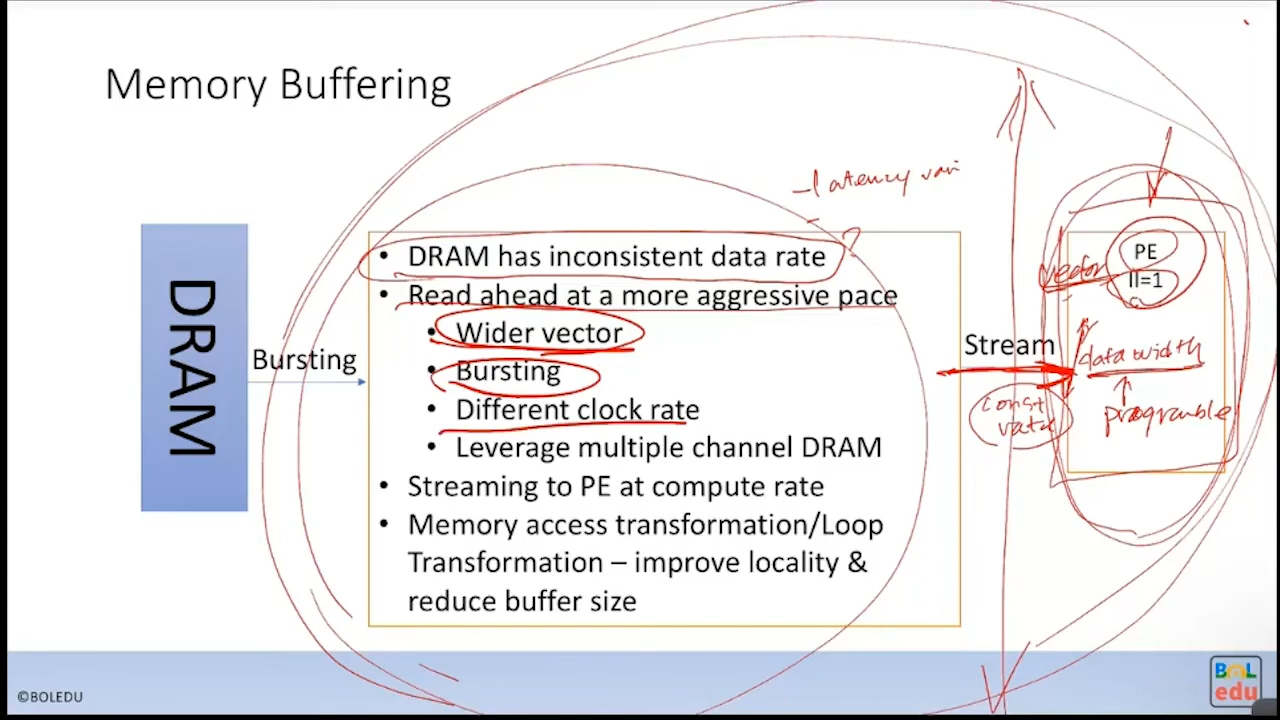 Memory Buffering
-latency vari
-
DRAM
Bursting
• DRAM has inconsistent data rate ?
• Read ahead at a more aggressive pace
• Wider vector
• Bursting
• Different clock rate
• Leverage multiple channel DRAM
• Streaming to PE at compute rate
• Memory access transformation/Loop
Transformation – improve locality &
reduce buffer size
Stream
const
rate
PE
II=1
vector
data width
programble
©BOLEDU
BOL
edu